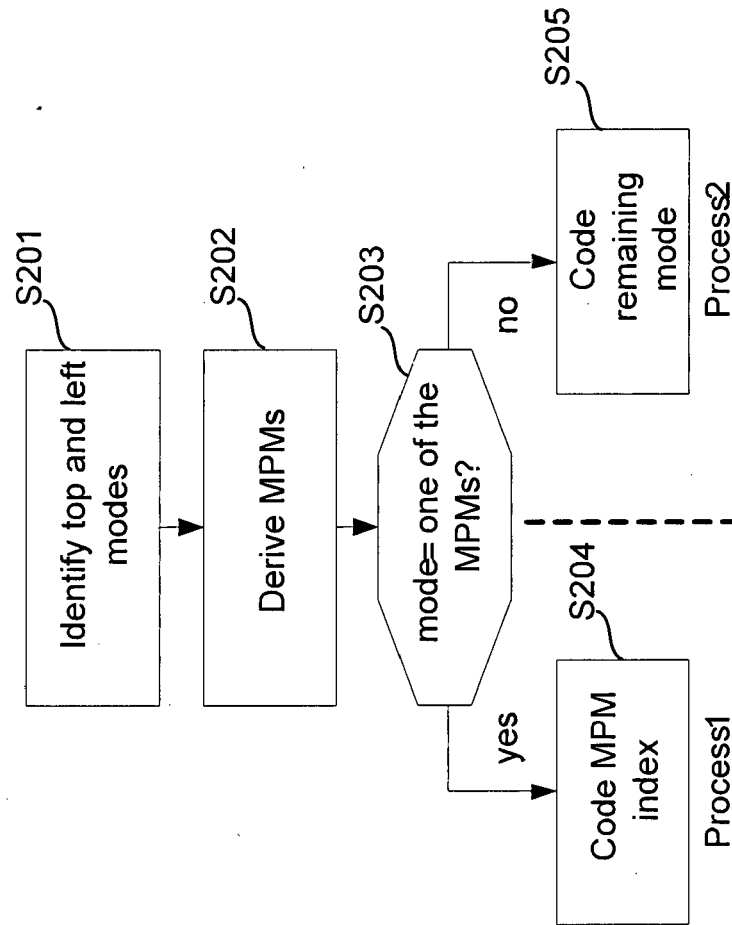 S201
Identify top and left
modes
S202
Derive MPMs
S203
mode= one of the
MPMs?
yes
no
S204
Code MPM
index
Process1
S205
Code
remaining
mode
Process2